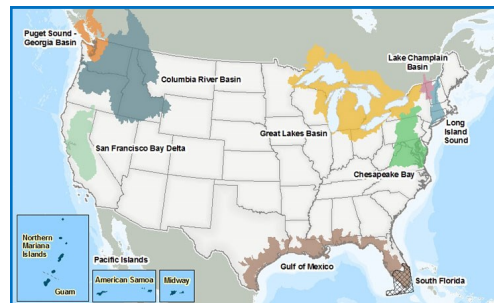 Puget Sound -
Georgia Basin
Columbia River Basin
Lake Champlain
Basin
Great Lakes Basin
Long
Island
Sound
San Francisco Bay Delta
Chesapeake Bay
Northern
Mariana
Islands
Guam
Pacific Islands
American Samoa
Midway
Gulf of Mexico
South Florida